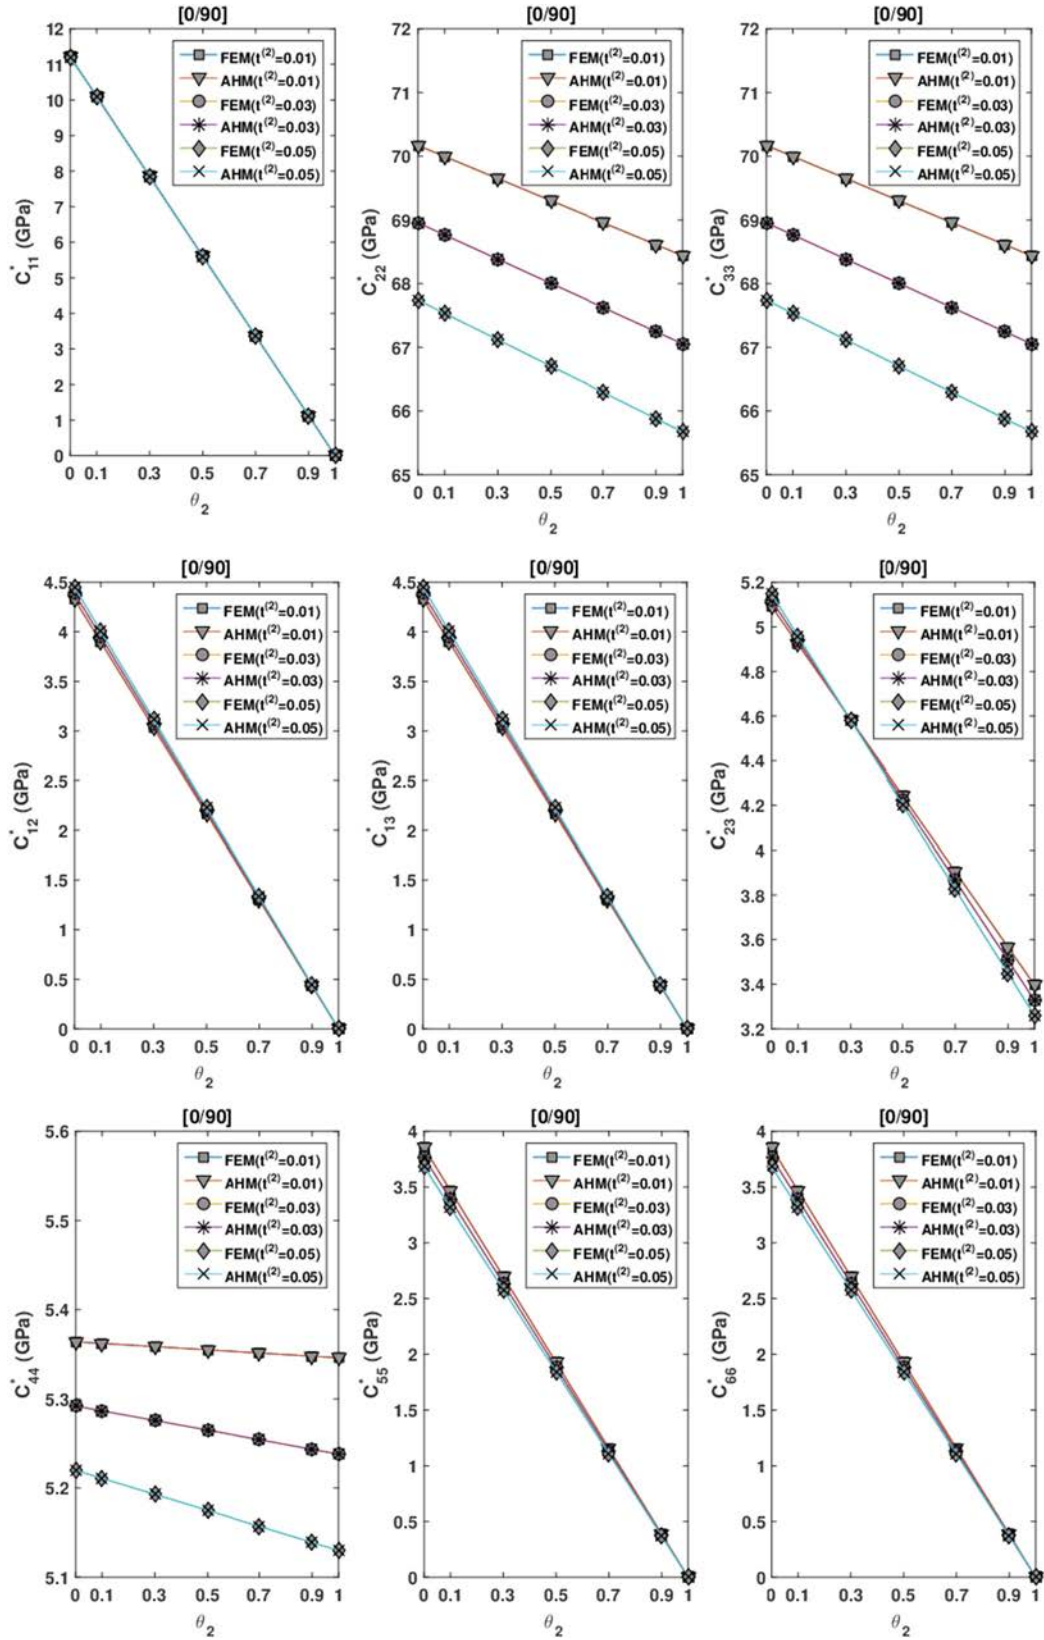 [0/90]
12
11
10
9
8
7
6
5
4
3
2
1
0
C*11 (GPa)
FEM(t(2)=0.01)
AHM(t(2)=0.01)
FEM(t(2)=0.03)
AHM(t(2)=0.03)
FEM(t(2)=0.05)
AHM(t(2)=0.05)
0 0.1 0.3 0.5 0.7 0.9 1
θ2
[0/90]
72
71
70
69
68
67
66
65
C*22 (GPa)
FEM(t(2)=0.01)
AHM(t(2)=0.01)
FEM(t(2)=0.03)
AHM(t(2)=0.03)
FEM(t(2)=0.05)
AHM(t(2)=0.05)
0 0.1 0.3 0.5 0.7 0.9 1
θ2
[0/90]
72
71
70
69
68
67
66
65
C*33 (GPa)
FEM(t(2)=0.01)
AHM(t(2)=0.01)
FEM(t(2)=0.03)
AHM(t(2)=0.03)
FEM(t(2)=0.05)
AHM(t(2)=0.05)
0 0.1 0.3 0.5 0.7 0.9 1
θ2
[0/90]
4.5
4
3.5
3
2.5
2
1.5
1
0.5
0
C*12 (GPa)
FEM(t(2)=0.01)
AHM(t(2)=0.01)
FEM(t(2)=0.03)
AHM(t(2)=0.03)
FEM(t(2)=0.05)
AHM(t(2)=0.05)
0 0.1 0.3 0.5 0.7 0.9 1
θ2
[0/90]
4.5
4
3.5
3
2.5
2
1.5
1
0.5
0
C*13 (GPa)
FEM(t(2)=0.01)
AHM(t(2)=0.01)
FEM(t(2)=0.03)
AHM(t(2)=0.03)
FEM(t(2)=0.05)
AHM(t(2)=0.05)
0 0.1 0.3 0.5 0.7 0.9 1
θ2
[0/90]
5.2
5
4.8
4.6
4.4
4.2
4
3.8
3.6
3.4
3.2
C*23 (GPa)
FEM(t(2)=0.01)
AHM(t(2)=0.01)
FEM(t(2)=0.03)
AHM(t(2)=0.03)
FEM(t(2)=0.05)
AHM(t(2)=0.05)
0 0.1 0.3 0.5 0.7 0.9 1
θ2
[0/90]
5.6
5.5
5.4
5.3
5.2
5.1
C*44 (GPa)
FEM(t(2)=0.01)
AHM(t(2)=0.01)
FEM(t(2)=0.03)
AHM(t(2)=0.03)
FEM(t(2)=0.05)
AHM(t(2)=0.05)
0 0.1 0.3 0.5 0.7 0.9 1
θ2
[0/90]
4
3.5
3
2.5
2
1.5
1
0.5
0
C*55 (GPa)
FEM(t(2)=0.01)
AHM(t(2)=0.01)
FEM(t(2)=0.03)
AHM(t(2)=0.03)
FEM(t(2)=0.05)
AHM(t(2)=0.05)
0 0.1 0.3 0.5 0.7 0.9 1
θ2
[0/90]
4
3.5
3
2.5
2
1.5
1
0.5
0
C*66 (GPa)
FEM(t(2)=0.01)
AHM(t(2)=0.01)
FEM(t(2)=0.03)
AHM(t(2)=0.03)
FEM(t(2)=0.05)
AHM(t(2)=0.05)
0 0.1 0.3 0.5 0.7 0.9 1
θ2